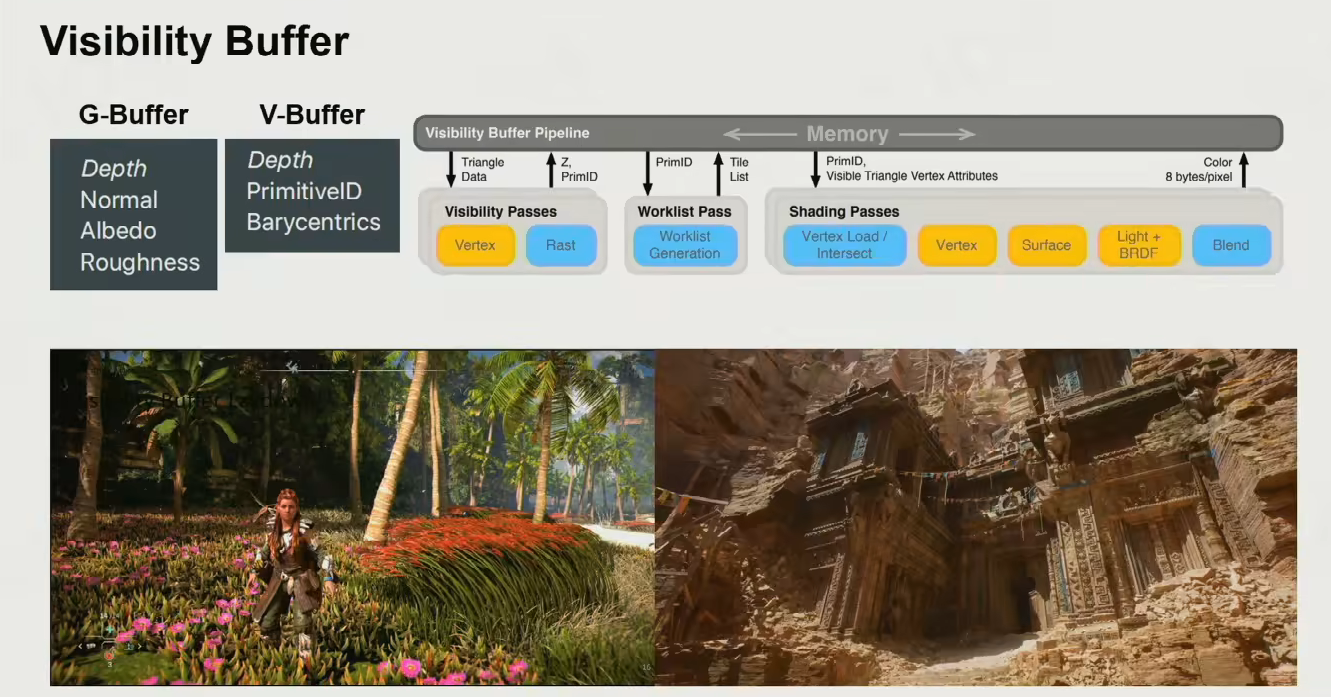 Visibility Buffer
G-Buffer
Depth
Normal
Albedo
Roughness
V-Buffer
Depth
PrimitiveID
Barycentrics
Visibility Buffer Pipeline
Memory
Triangle
Data
Z,
PrimID
PrimID
Tile
List
PrimID,
Visible Triangle Vertex Attributes
Color
8 bytes/pixel
Visibility Passes
Vertex
Rast
Worklist Pass
Worklist
Generation
Shading Passes
Vertex Load /
Intersect
Vertex
Surface
Light +
BRDF
Blend
3
16